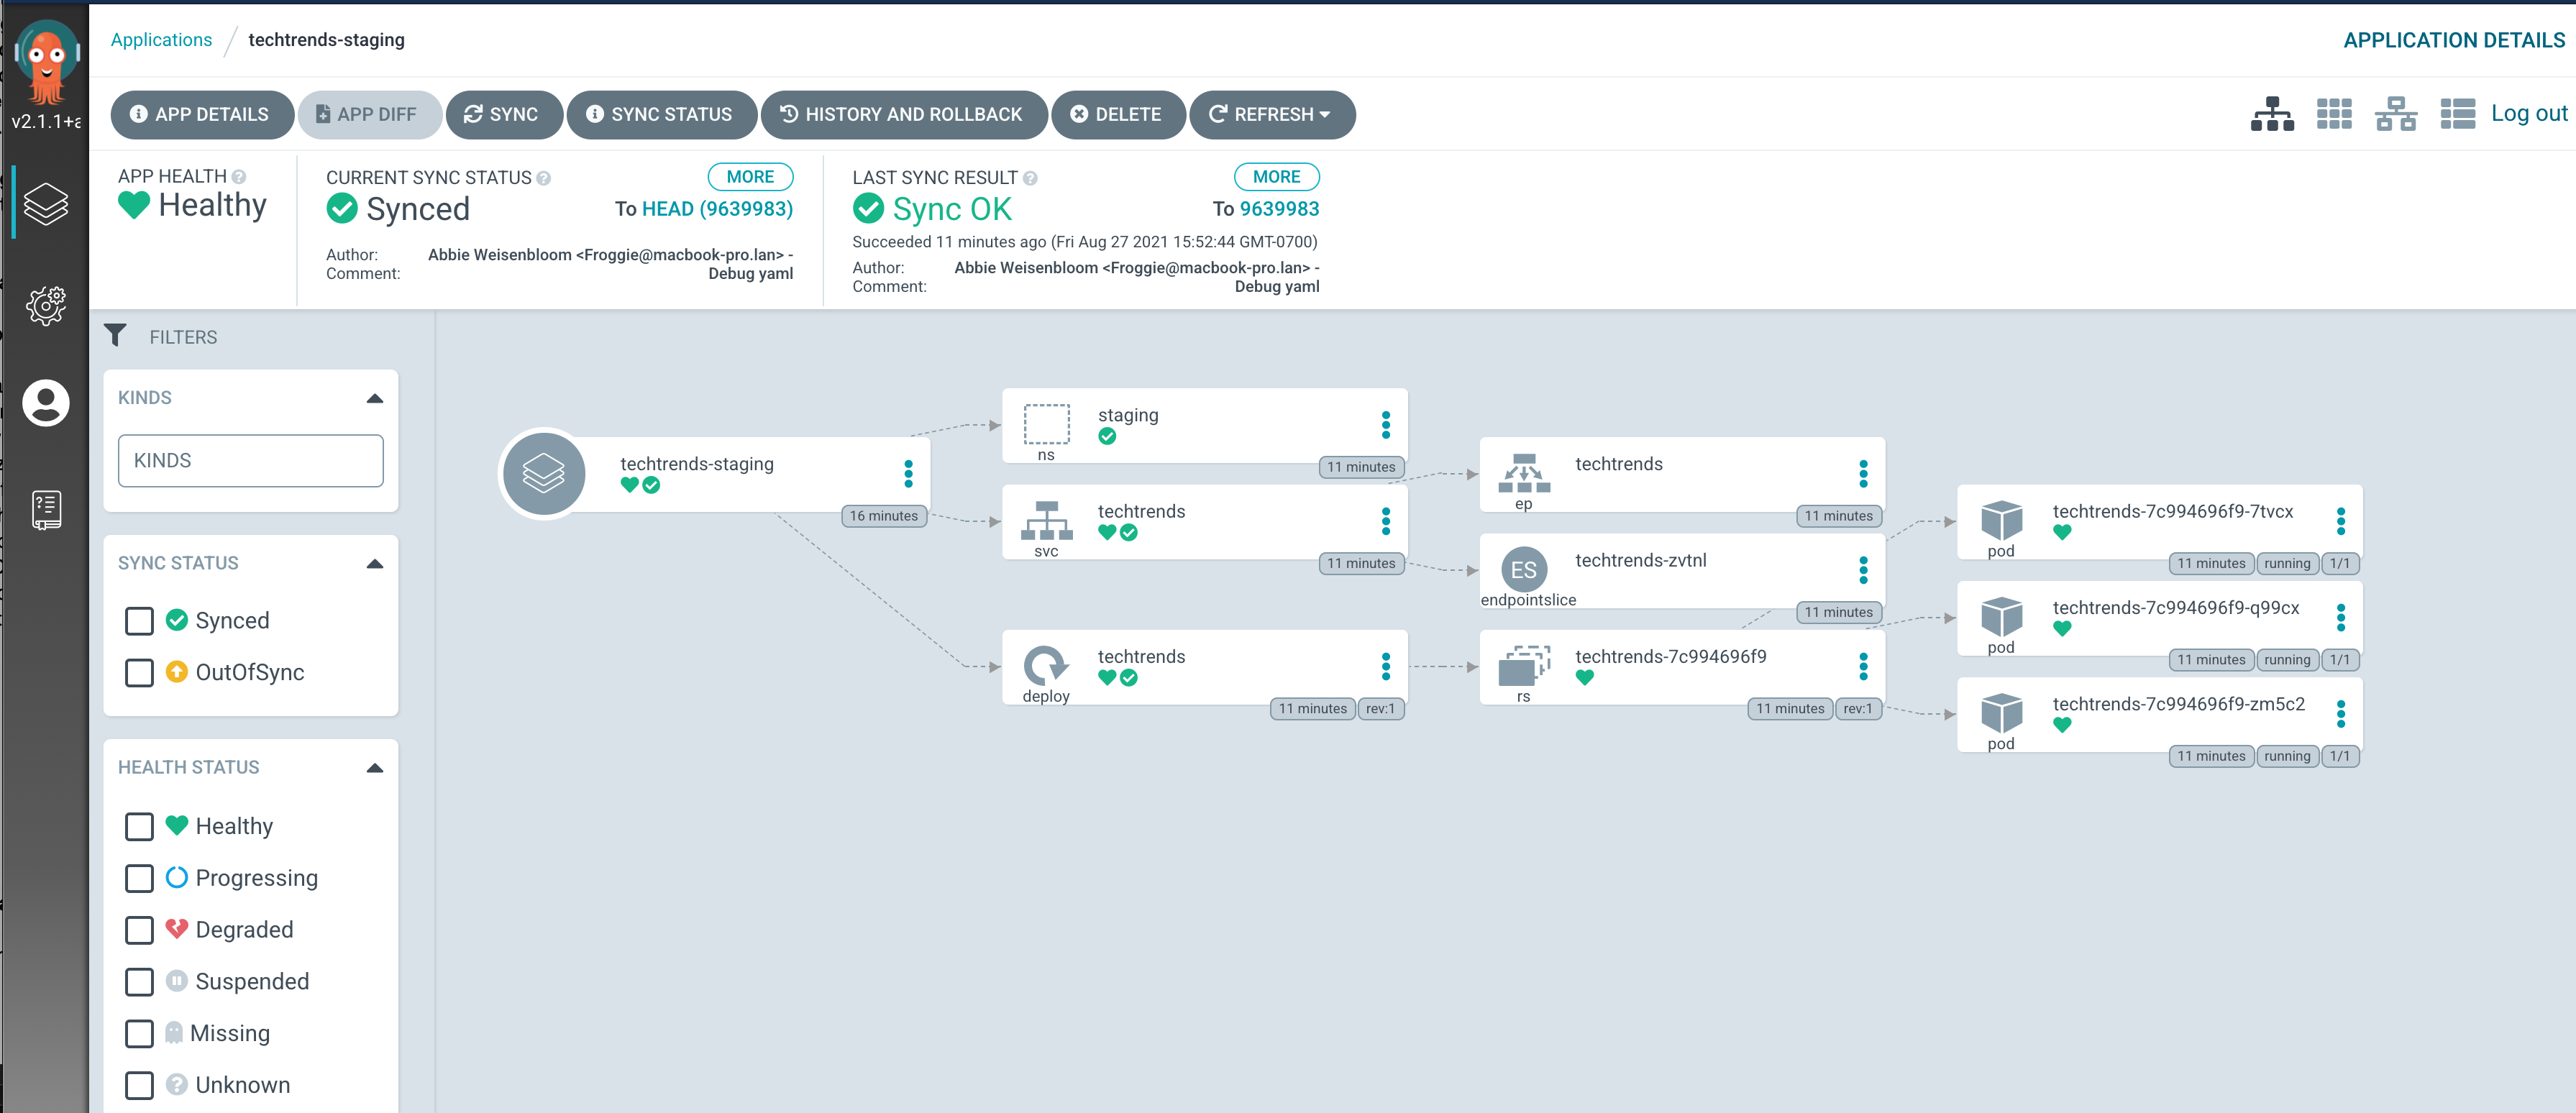 Applications / techtrends-staging
APPLICATION DETAILS
v2.1.1+a
APP DETAILS
APP DIFF
SYNC
SYNC STATUS
HISTORY AND ROLLBACK
DELETE
REFRESH
Log out
APP HEALTH
Healthy
CURRENT SYNC STATUS
MORE
Synced
To HEAD (9639983)
Author: Abbie Weisenbloom <Froggie@macbook-pro.lan> -
Comment: Debug yaml
LAST SYNC RESULT
MORE
Sync OK
To 9639983
Succeeded 11 minutes ago (Fri Aug 27 2021 15:52:44 GMT-0700)
Author: Abbie Weisenbloom <Froggie@macbook-pro.lan> -
Comment: Debug yaml
FILTERS
KINDS
KINDS
SYNC STATUS
Synced
OutOfSync
HEALTH STATUS
Healthy
Progressing
Degraded
Suspended
Missing
Unknown
techtrends-staging
16 minutes
staging
ns
11 minutes
techtrends
svc
11 minutes
techtrends
deploy
11 minutes
rev:1
techtrends
ep
11 minutes
ES
techtrends-zvtnl
endpointslice
11 minutes
techtrends-7c994696f9
rs
11 minutes
rev:1
techtrends-7c994696f9-7tvcx
pod
11 minutes
running
1/1
techtrends-7c994696f9-q99cx
pod
11 minutes
running
1/1
techtrends-7c994696f9-zm5c2
pod
11 minutes
running
1/1